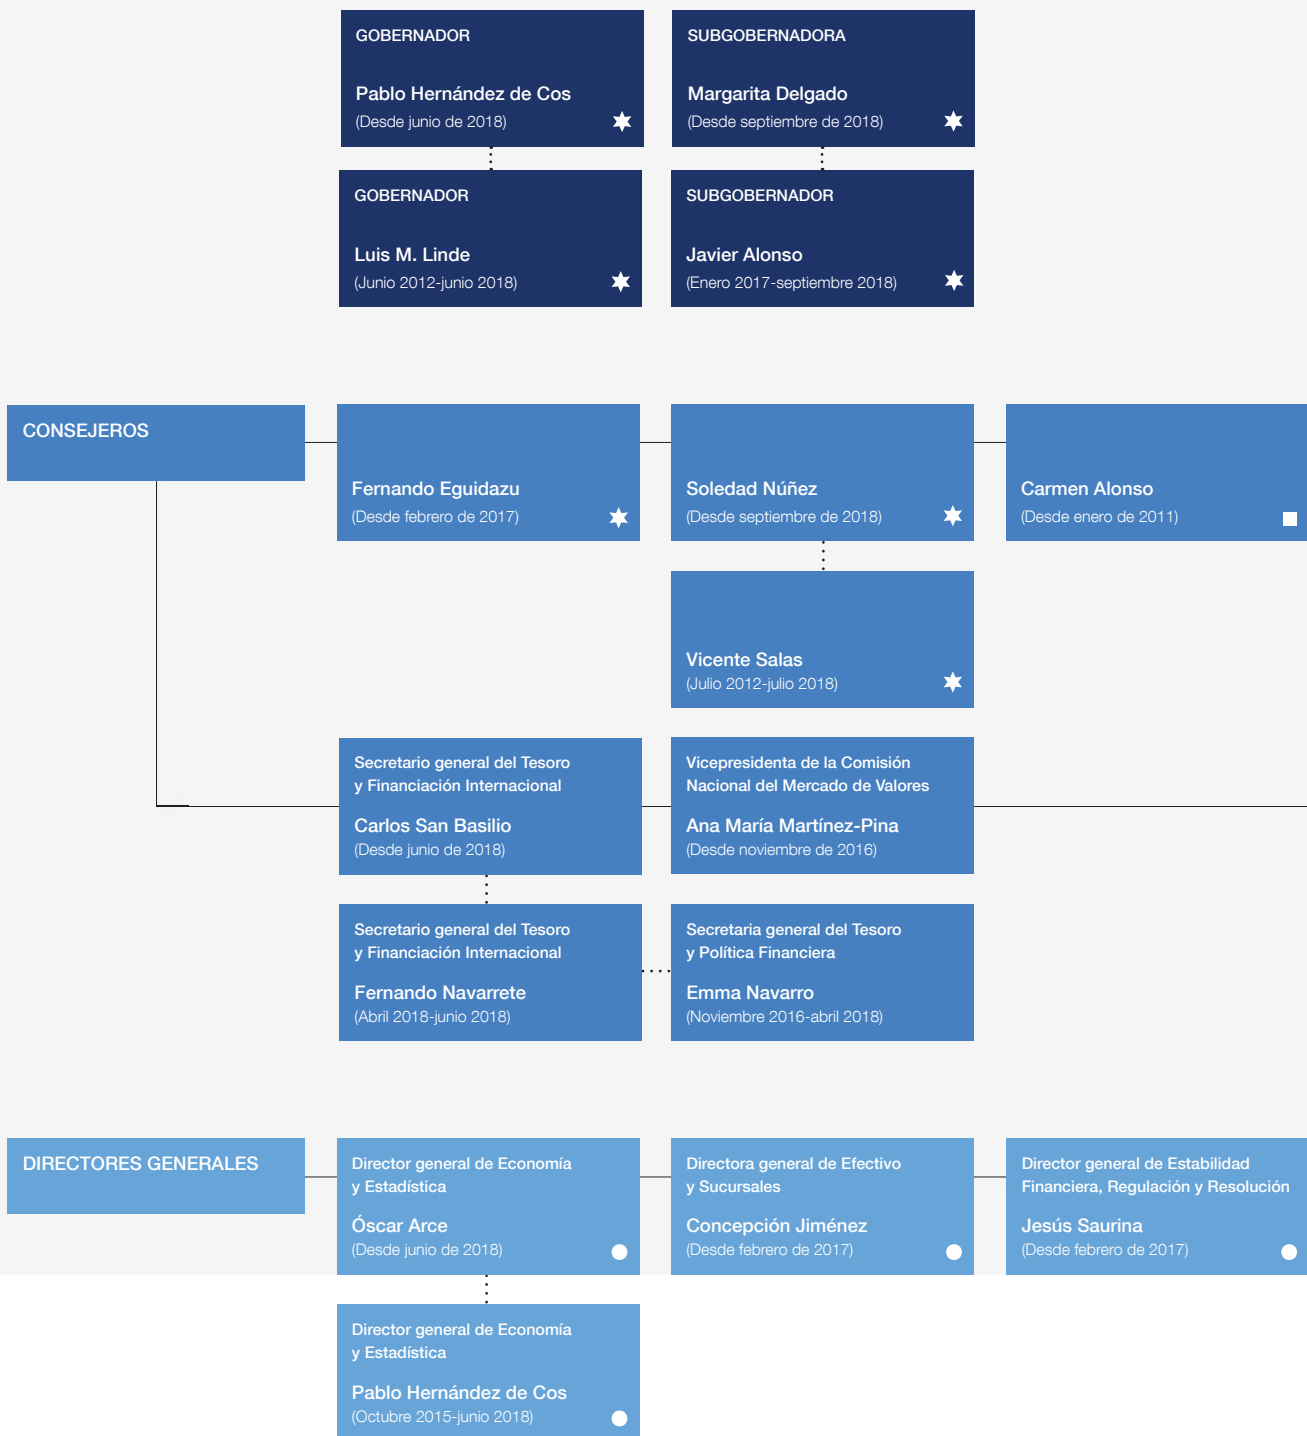 GOBERNADOR
Pablo Hernández de Cos
(Desde junio de 2018)
SUBGOBERNADORA
Margarita Delgado
(Desde septiembre de 2018)
GOBERNADOR
Luis M. Linde
(Junio 2012-junio 2018)
SUBGOBERNADOR
Javier Alonso
(Enero 2017-septiembre 2018)
CONSEJEROS
Fernando Eguidazu
(Desde febrero de 2017)
Soledad Núñez
(Desde septiembre de 2018)
Carmen Alonso
(Desde enero de 2011)
Vicente Salas
(Julio 2012-julio 2018)
Secretario general del Tesoro
y Financiación Internacional
Carlos San Basilio
(Desde junio de 2018)
Vicepresidenta de la Comisión
Nacional del Mercado de Valores
Ana María Martínez-Pina
(Desde noviembre de 2016)
Secretario general del Tesoro
y Financiación Internacional
Fernando Navarrete
(Abril 2018-junio 2018)
Secretaria general del Tesoro
y Política Financiera
Emma Navarro
(Noviembre 2016-abril 2018)
DIRECTORES GENERALES
Director general de Economía
y Estadística
Óscar Arce
(Desde junio de 2018)
Directora general de Efectivo
y Sucursales
Concepción Jiménez
(Desde febrero de 2017)
Director general de Estabilidad
Financiera, Regulación y Resolución
Jesús Saurina
(Desde febrero de 2017)
Director general de Economía
y Estadística
Pablo Hernández de Cos
(Octubre 2015-junio 2018)